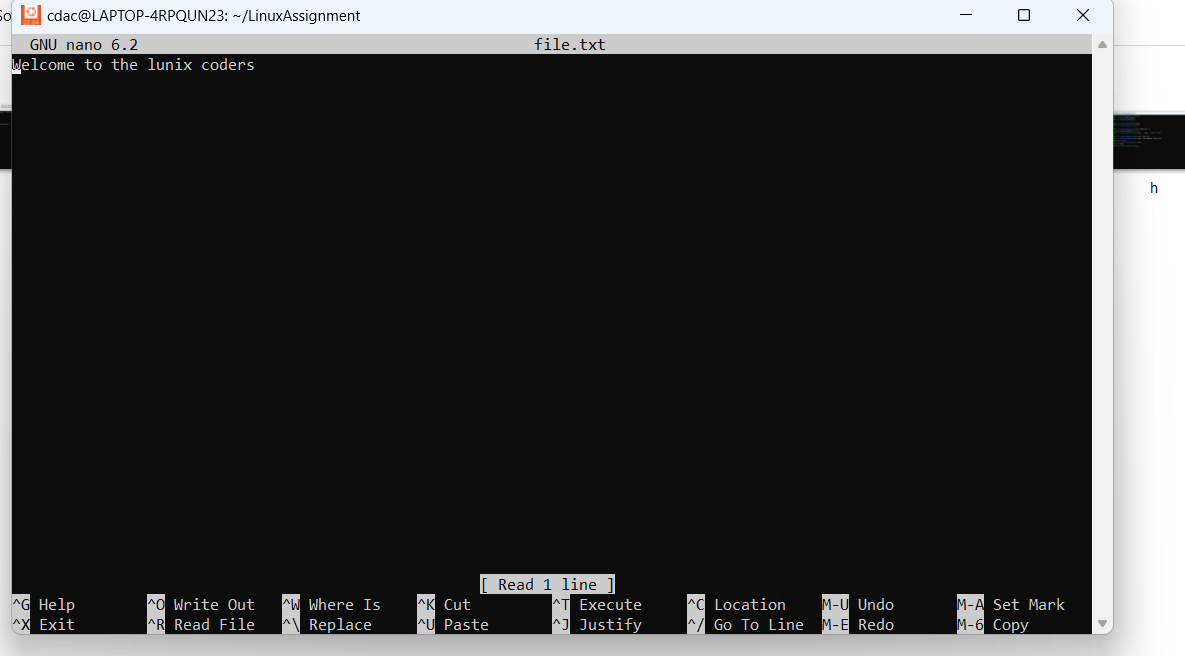 So
cdac@LAPTOP-4RPQUN23: ~/LinuxAssignment
GNU nano 6.2 file.txt
Welcome to the lunix coders
h
[ Read 1 line ]
^G Help ^O Write Out ^W Where Is ^K Cut ^T Execute ^C Location M-U Undo M-A Set Mark
^X Exit ^R Read File ^\ Replace ^U Paste ^J Justify ^/ Go To Line M-E Redo M-6 Copy